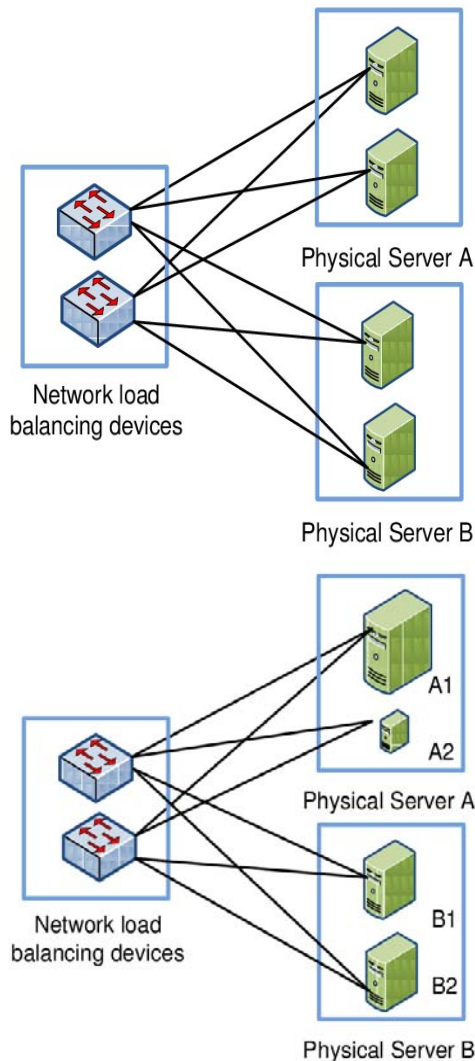 Physical Server A
Network load
balancing devices
Physical Server B
A1
A2
Physical Server A
Network load
balancing devices
B1
B2
Physical Server B